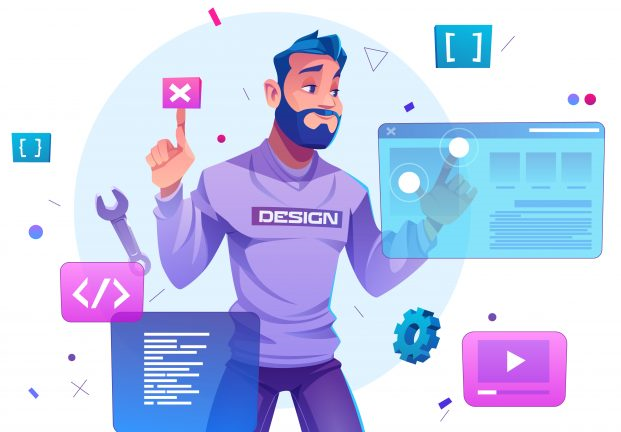 [ ]
{ }
DESIGN
</>